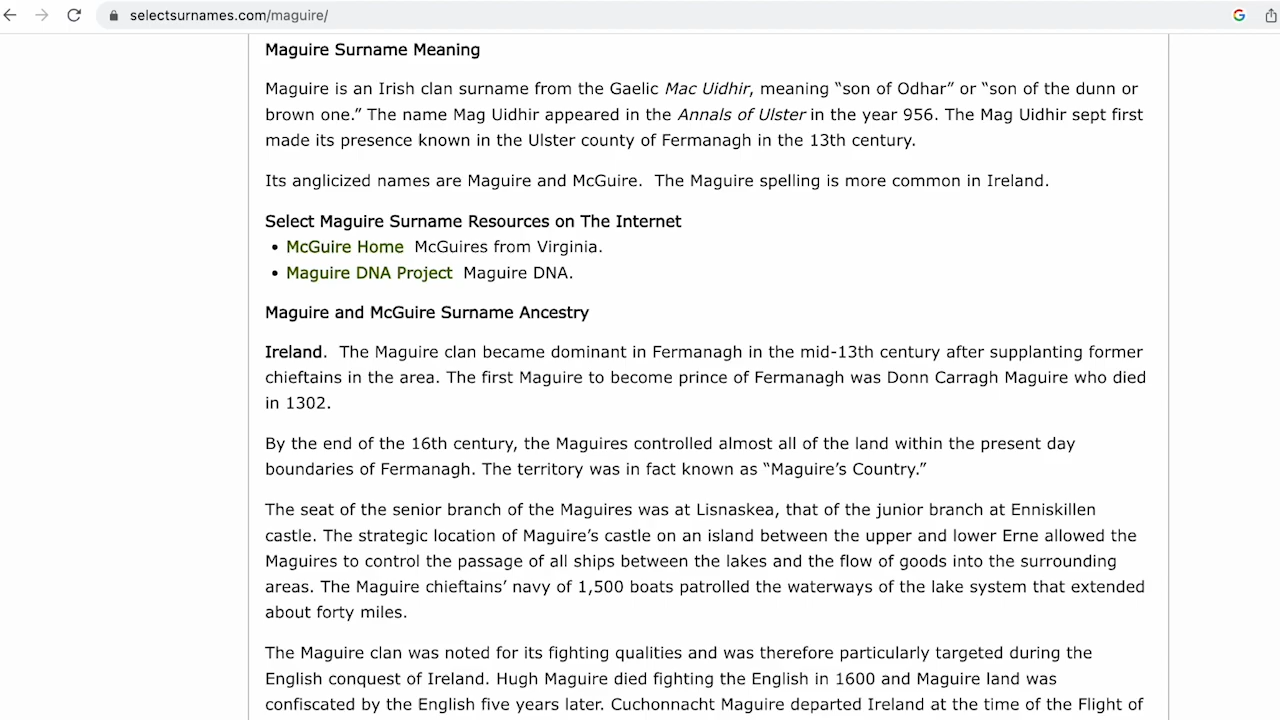 selectsurnames.com/maguire/
Maguire Surname Meaning
Maguire is an Irish clan surname from the Gaelic Mac Uidhir, meaning “son of Odhar” or “son of the dunn or
brown one.” The name Mag Uidhir appeared in the Annals of Ulster in the year 956. The Mag Uidhir sept first
made its presence known in the Ulster county of Fermanagh in the 13th century.
Its anglicized names are Maguire and McGuire. The Maguire spelling is more common in Ireland.
Select Maguire Surname Resources on The Internet
• McGuire Home McGuires from Virginia.
• Maguire DNA Project Maguire DNA.
Maguire and McGuire Surname Ancestry
Ireland. The Maguire clan became dominant in Fermanagh in the mid-13th century after supplanting former
chieftains in the area. The first Maguire to become prince of Fermanagh was Donn Carragh Maguire who died
in 1302.
By the end of the 16th century, the Maguires controlled almost all of the land within the present day
boundaries of Fermanagh. The territory was in fact known as “Maguire’s Country.”
The seat of the senior branch of the Maguires was at Lisnaskea, that of the junior branch at Enniskillen
castle. The strategic location of Maguire’s castle on an island between the upper and lower Erne allowed the
Maguires to control the passage of all ships between the lakes and the flow of goods into the surrounding
areas. The Maguire chieftains’ navy of 1,500 boats patrolled the waterways of the lake system that extended
about forty miles.
The Maguire clan was noted for its fighting qualities and was therefore particularly targeted during the
English conquest of Ireland. Hugh Maguire died fighting the English in 1600 and Maguire land was
confiscated by the English five years later. Cuchonnacht Maguire departed Ireland at the time of the Flight of